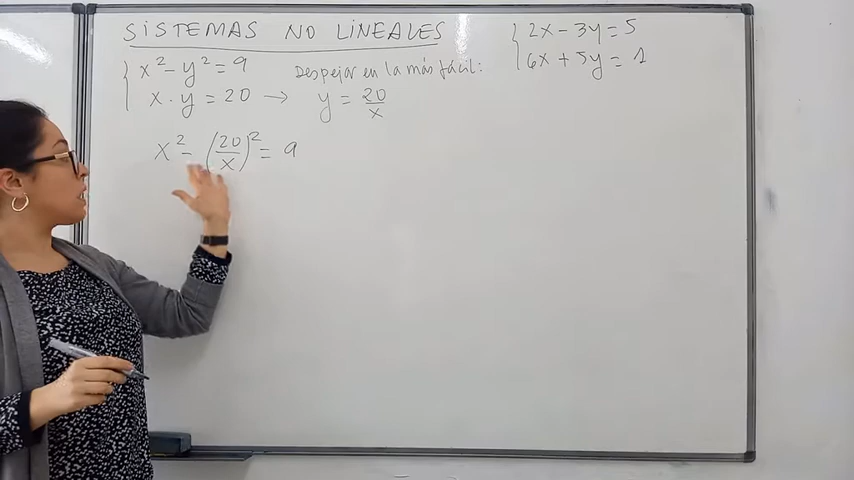 SISTEMAS NO LINEALES
x² - y² = 9
x · y = 20 →
Despejar en la más fácil:
y = 20/x
x² - (20/x)² = 9
2x - 3y = 5
6x + 5y = 1